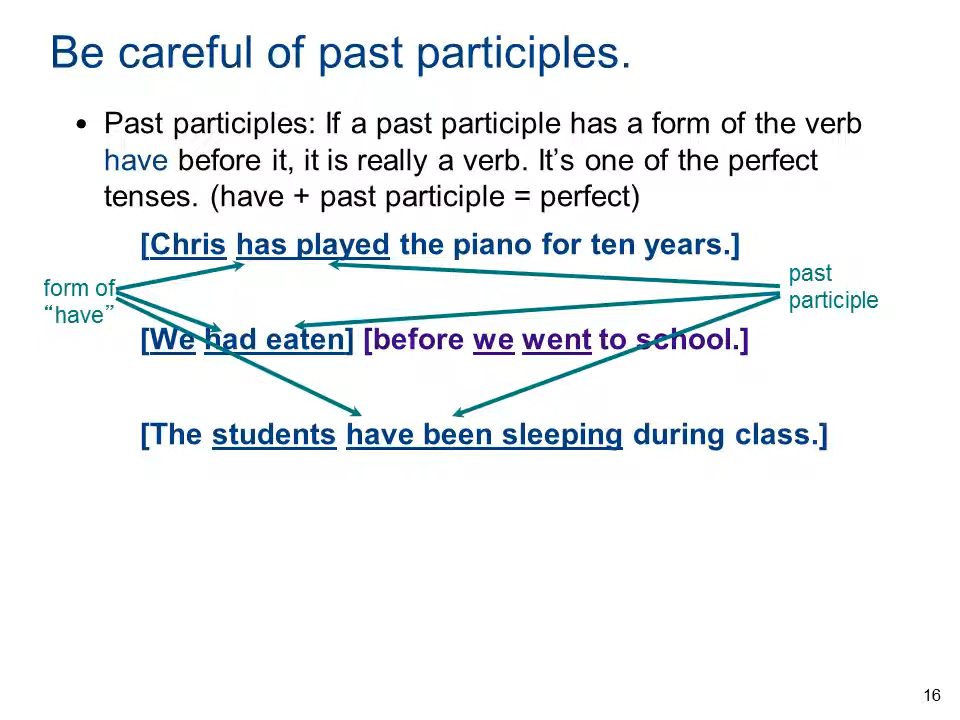 Be careful of past participles.
• Past participles: If a past participle has a form of the verb
have before it, it is really a verb. It’s one of the perfect
tenses. (have + past participle = perfect)
[Chris has played the piano for ten years.]
form of
“have”
past
participle
[We had eaten] [before we went to school.]
[The students have been sleeping during class.]
16